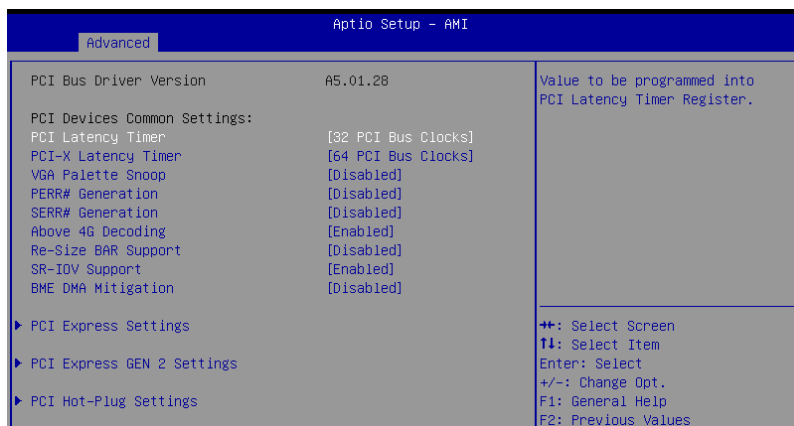 Aptio Setup - AMI
Advanced
PCI Bus Driver Version A5.01.28
PCI Devices Common Settings:
PCI Latency Timer [32 PCI Bus Clocks]
PCI-X Latency Timer [64 PCI Bus Clocks]
VGA Palette Snoop [Disabled]
PERR# Generation [Disabled]
SERR# Generation [Disabled]
Above 4G Decoding [Enabled]
Re-Size BAR Support [Disabled]
SR-IOV Support [Enabled]
BME DMA Mitigation [Disabled]
PCI Express Settings
PCI Express GEN 2 Settings
PCI Hot-Plug Settings
Value to be programmed into
PCI Latency Timer Register.
→←: Select Screen
↑↓: Select Item
Enter: Select
+/-: Change Opt.
F1: General Help
F2: Previous Values